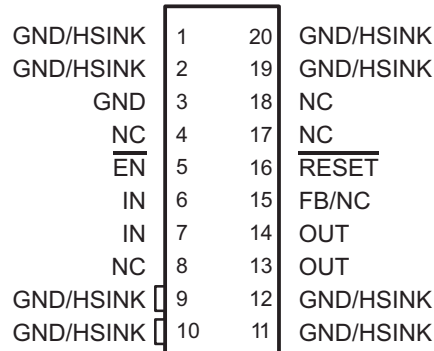 GND/HSINK 1 20 GND/HSINK
GND/HSINK 2 19 GND/HSINK
GND 3 18 NC
NC 4 17 NC
E̅N̅ 5 16 R̅E̅S̅E̅T̅
IN 6 15 FB/NC
IN 7 14 OUT
NC 8 13 OUT
GND/HSINK 9 12 GND/HSINK
GND/HSINK 10 11 GND/HSINK